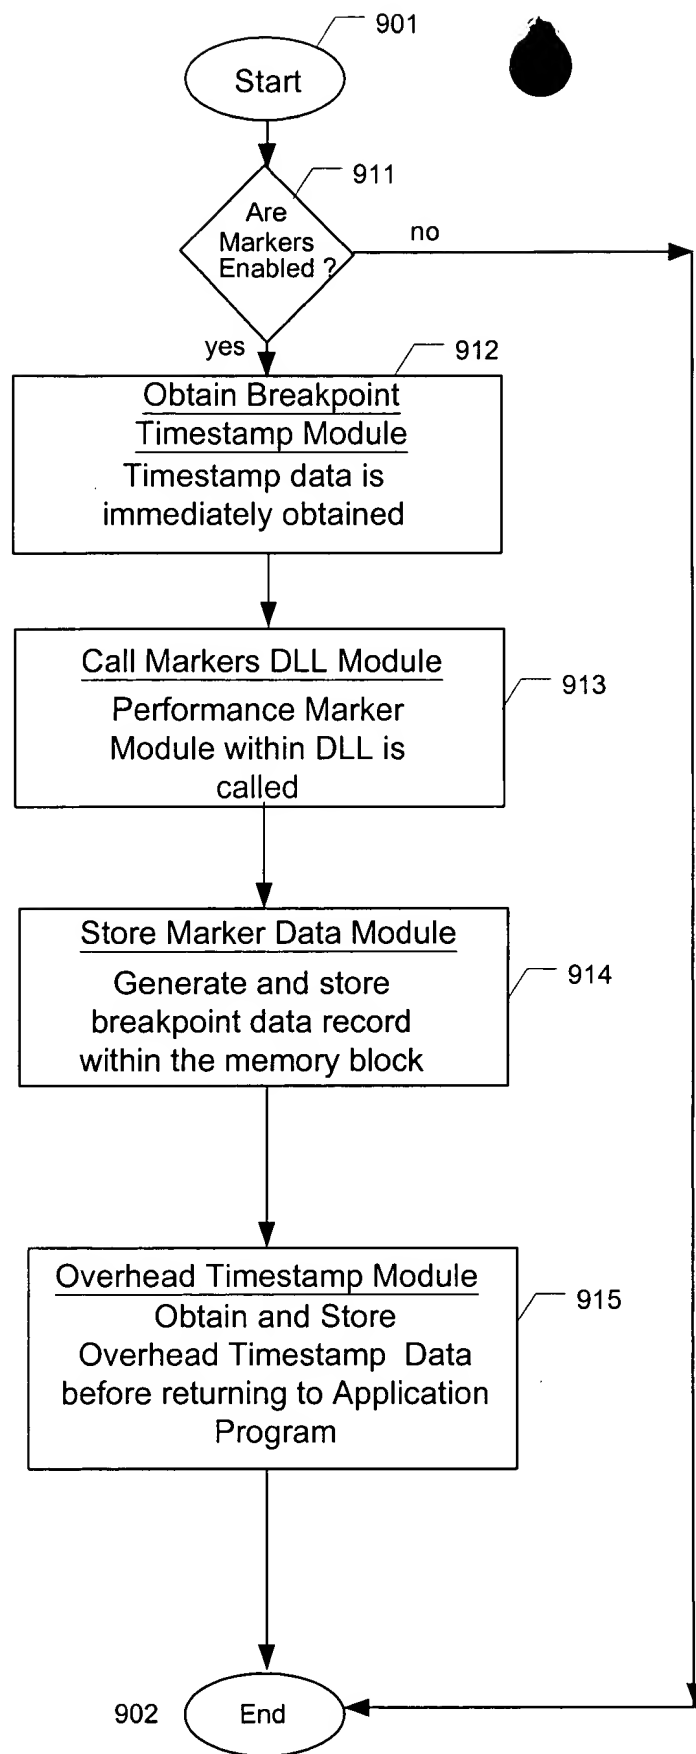 901
Start
911
Are
Markers
Enabled ?
no
yes
912
Obtain Breakpoint
Timestamp Module
Timestamp data is
immediately obtained
Call Markers DLL Module
913
Performance Marker
Module within DLL is
called
Store Marker Data Module
914
Generate and store
breakpoint data record
within the memory block
Overhead Timestamp Module
915
Obtain and Store
Overhead Timestamp Data
before returning to Application
Program
902
End